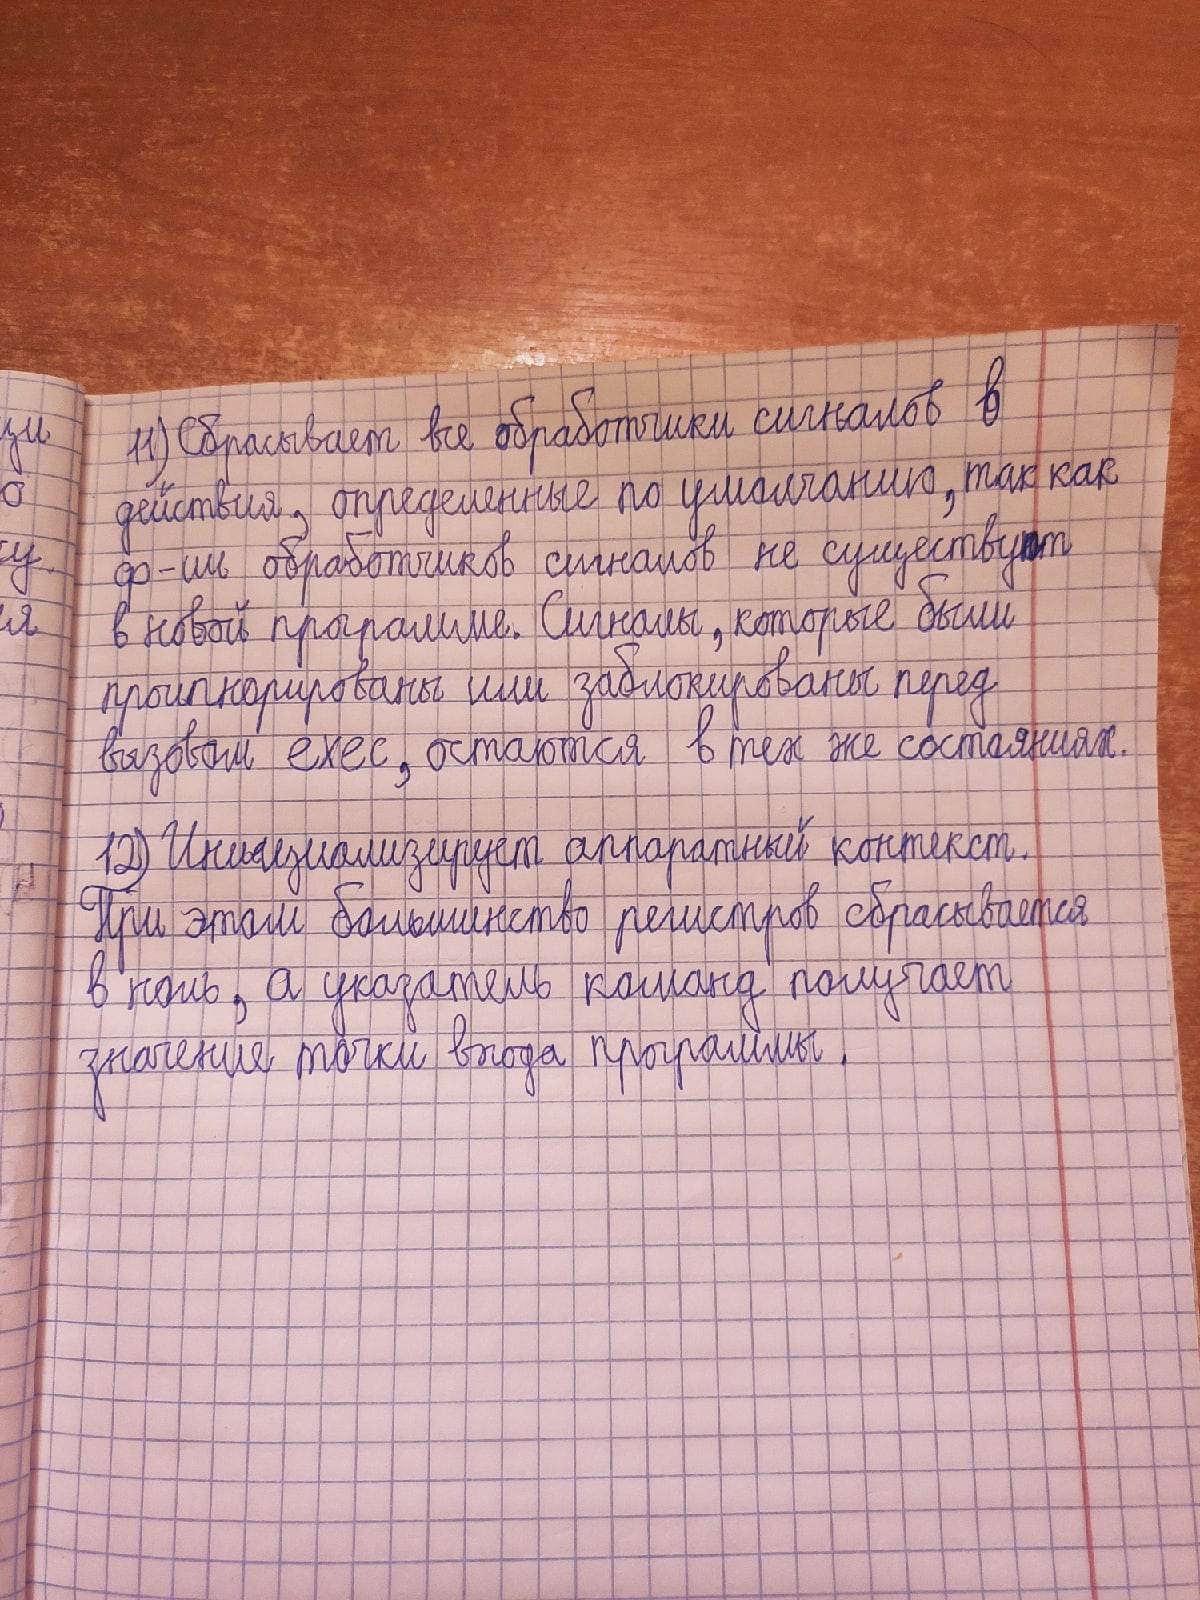 зи
о
су.
ия
11) Сбрасывает все обработчики сигналов в
действия, определенные по умолчанию, так как
ф-ии обработчиков сигналов не существуют
в новой программе. Сигналы, которые были
проигнорированы или заблокированы перед
вызовом exec, остаются в тех же состояниях.
12) Инициализирует аппаратный контекст.
При этом большинство регистров сбрасывается
в ноль, а указатель команд получает
значение точки входа программы.